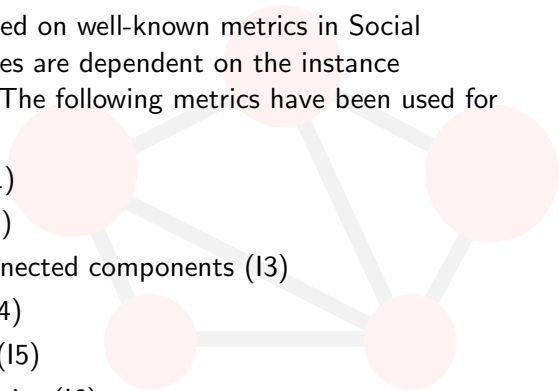 ed on well-known metrics in Social
es are dependent on the instance
The following metrics have been used for
)
)
nected components (I3)
4)
(I5)
(I6)